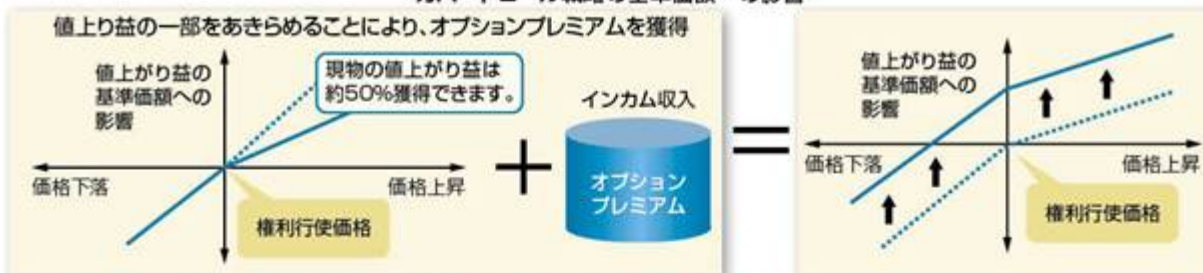 値上り益の一部をあきらめることにより、オプションプレミアムを獲得
値上がり益の
基準価額への
影響
現物の値上がり益は
約50%獲得できます。
価格下落
価格上昇
権利行使価格
インカム収入
オプション
プレミアム
値上がり益の
基準価額への
影響
価格下落
価格上昇
権利行使価格